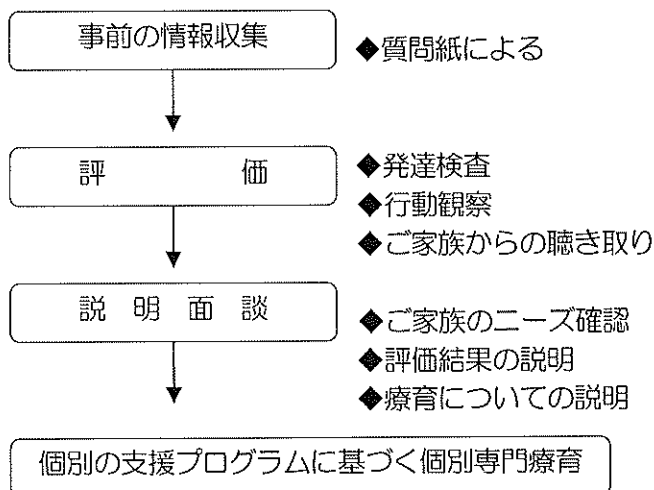 事前の情報収集
◆質問紙による
評価
◆発達検査
◆行動観察
◆ご家族からの聴き取り
説明面談
◆ご家族のニーズ確認
◆評価結果の説明
◆療育についての説明
個別の支援プログラムに基づく個別専門療育